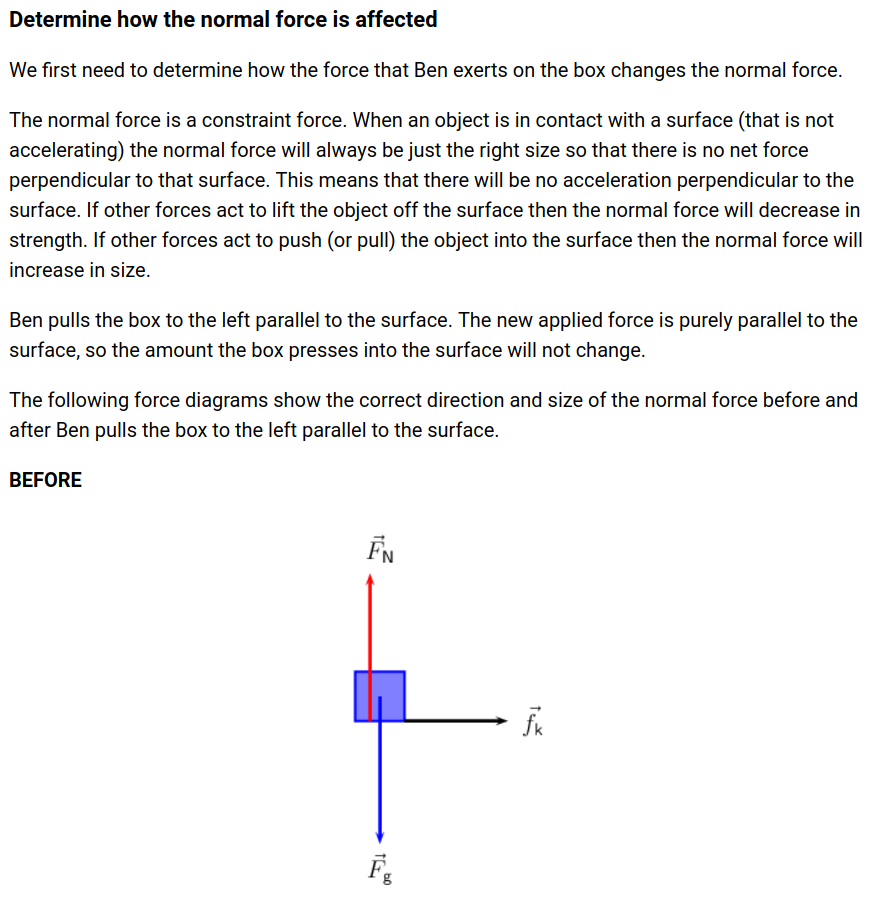 Determine how the normal force is affected
We first need to determine how the force that Ben exerts on the box changes the normal force.
The normal force is a constraint force. When an object is in contact with a surface (that is not
accelerating) the normal force will always be just the right size so that there is no net force
perpendicular to that surface. This means that there will be no acceleration perpendicular to the
surface. If other forces act to lift the object off the surface then the normal force will decrease in
strength. If other forces act to push (or pull) the object into the surface then the normal force will
increase in size.
Ben pulls the box to the left parallel to the surface. The new applied force is purely parallel to the
surface, so the amount the box presses into the surface will not change.
The following force diagrams show the correct direction and size of the normal force before and
after Ben pulls the box to the left parallel to the surface.
BEFORE
$\vec{F}_\mathsf{N}$
$\vec{f}_\mathsf{k}$
$\vec{F}_\mathrm{g}$